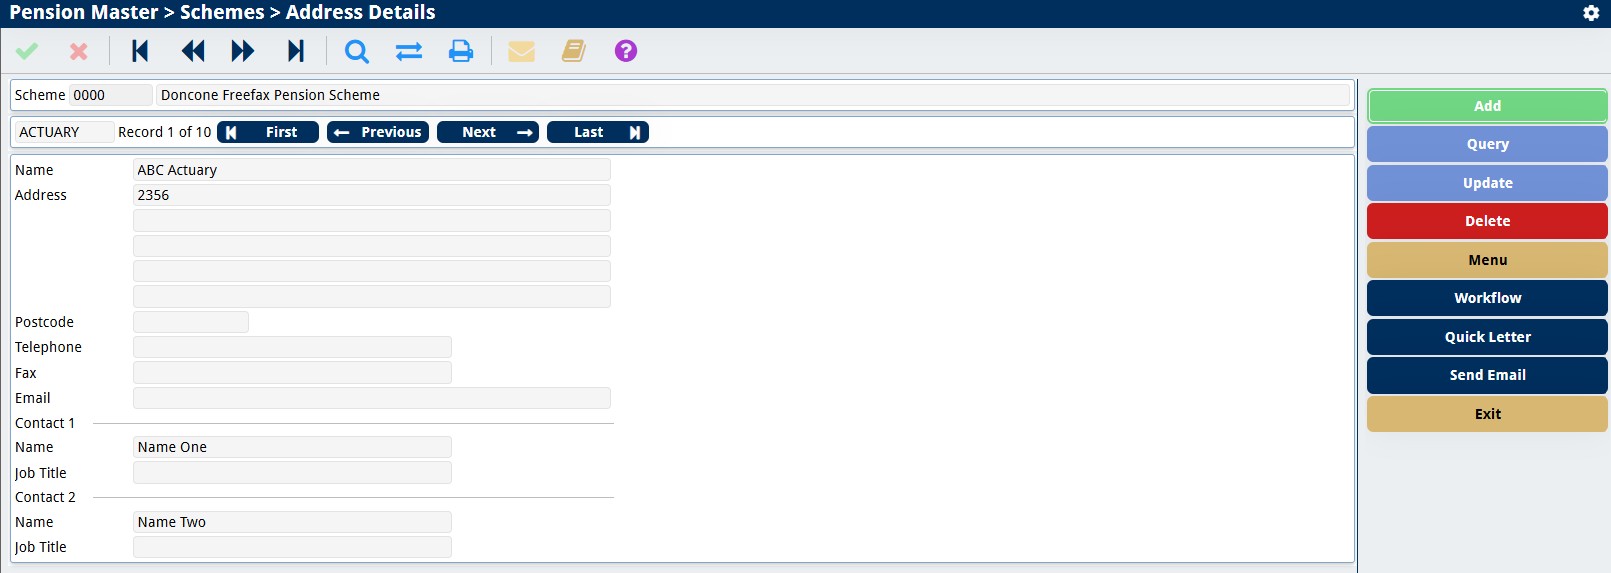 Pension Master > Schemes > Address Details
?
Scheme 0000 Doncone Freefax Pension Scheme
ACTUARY Record 1 of 10 First Previous Next Last
Name ABC Actuary
Address 2356
Postcode
Telephone
Fax
Email
Contact 1
Name Name One
Job Title
Contact 2
Name Name Two
Job Title
Add
Query
Update
Delete
Menu
Workflow
Quick Letter
Send Email
Exit